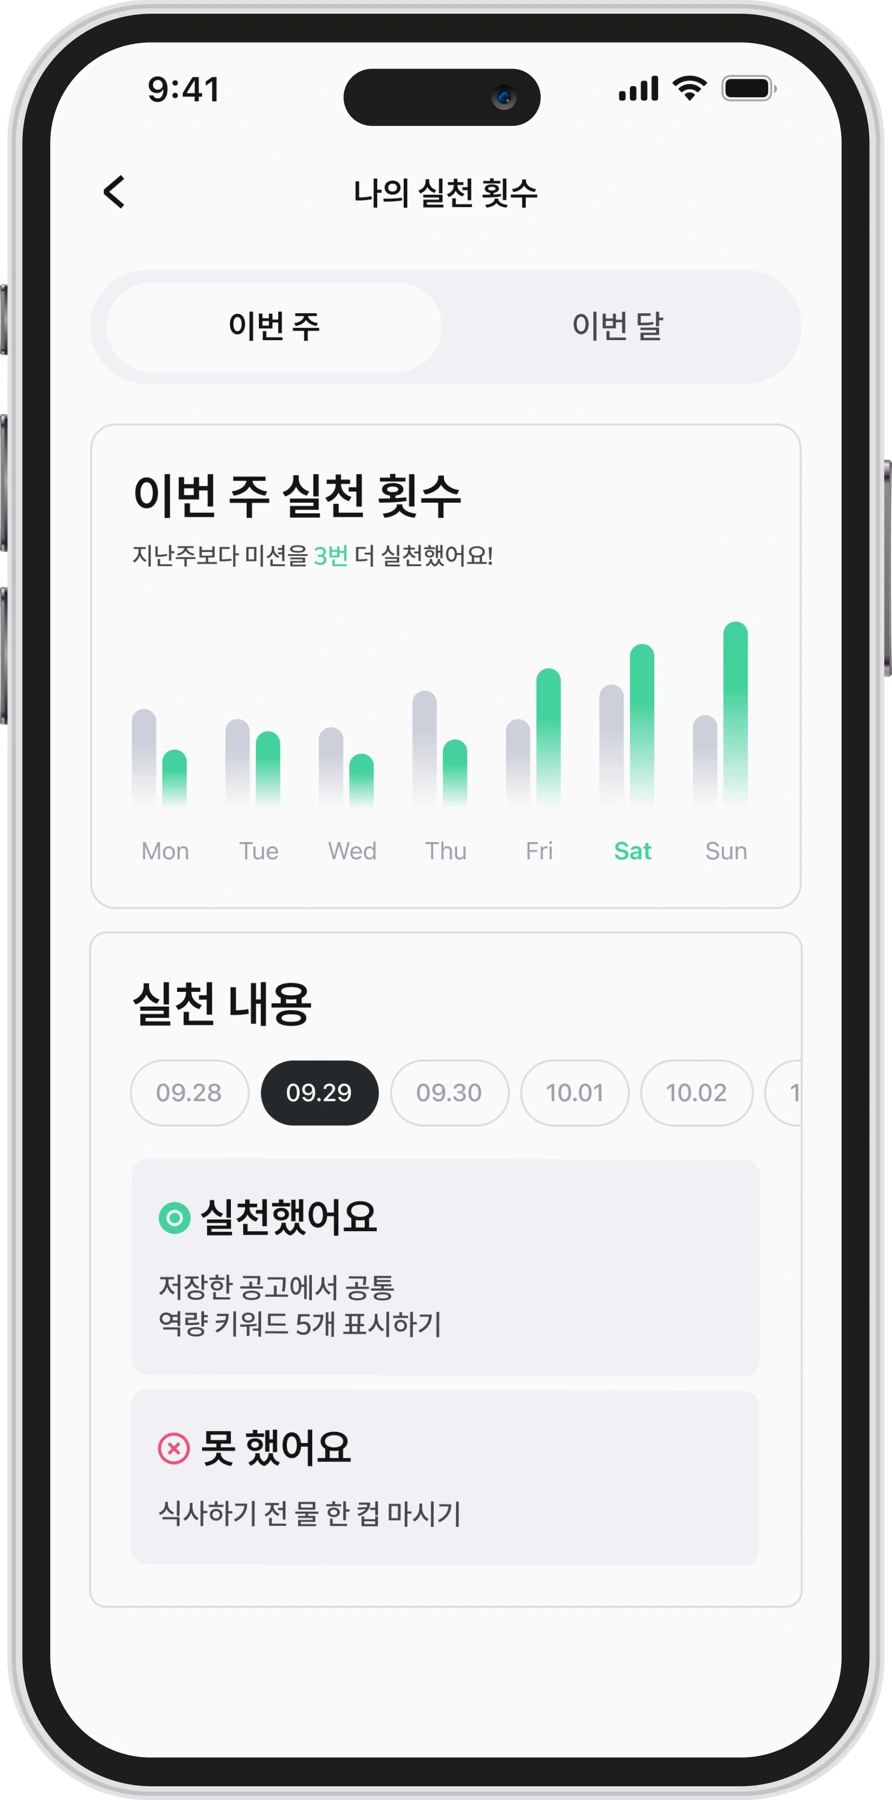 9:41
나의 실천 횟수
이번 주
이번 달
이번 주 실천 횟수
지난주보다 미션을 3번 더 실천했어요!
Mon Tue Wed Thu Fri Sat Sun
실천 내용
09.28 09.29 09.30 10.01 10.02 1
실천했어요
저장한 공고에서 공통
역량 키워드 5개 표시하기
못 했어요
식사하기 전 물 한 컵 마시기